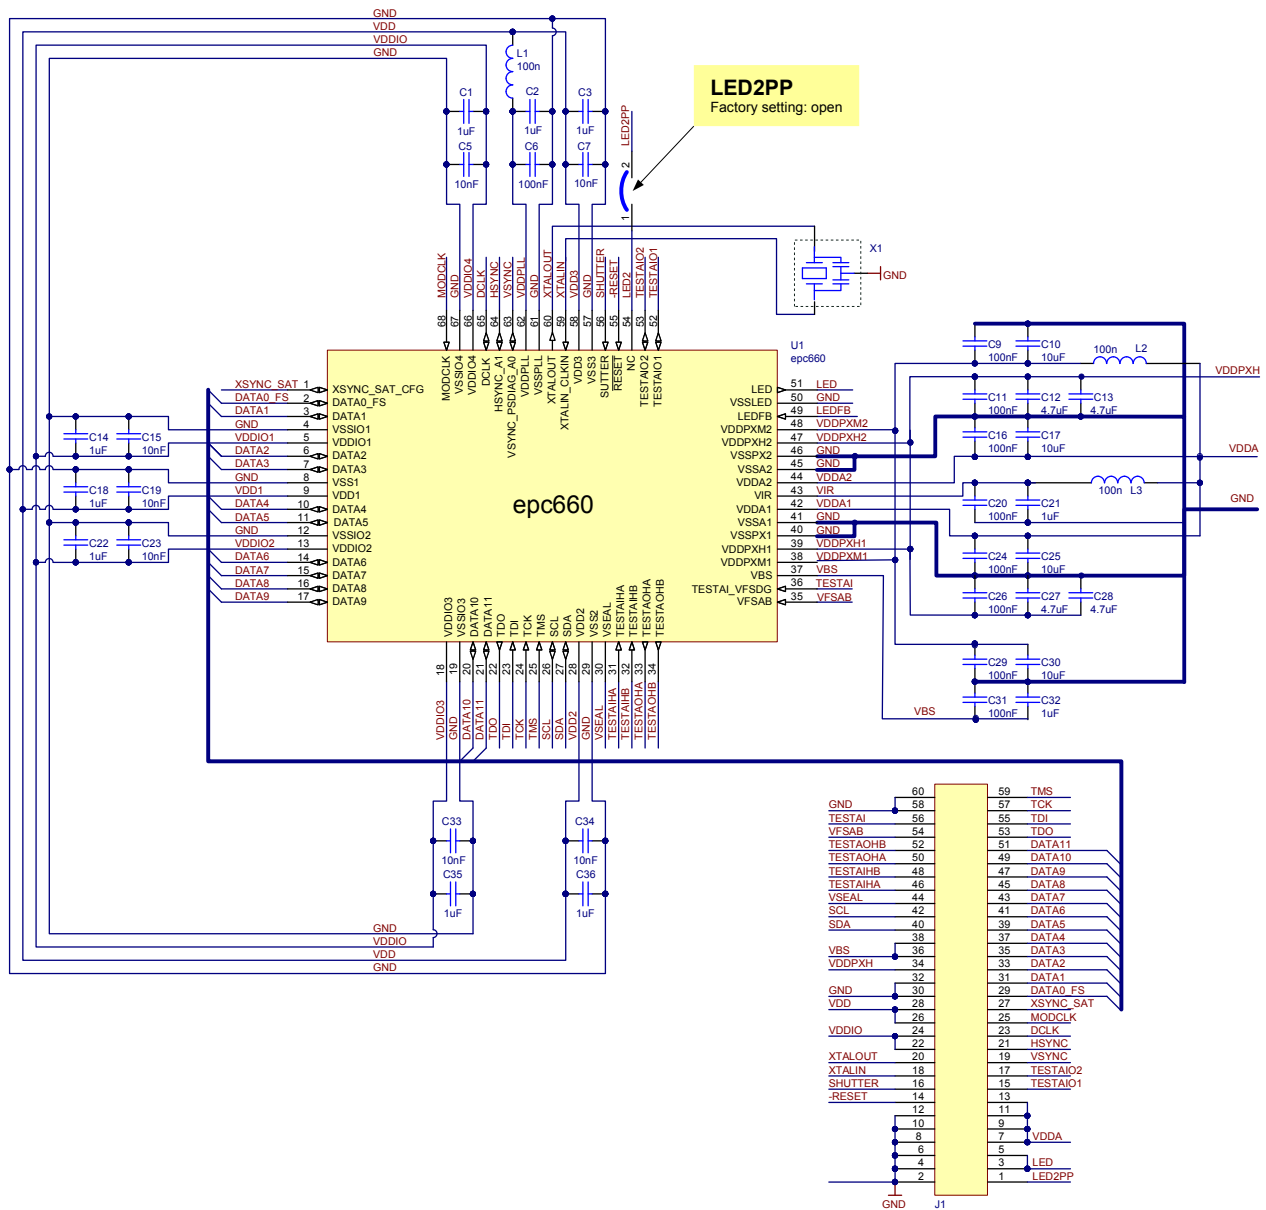 GND
VDD
VDDIO
GND
L1
100n
C1
1uF
C2
1uF
C3
1uF
C5
10nF
C6
100nF
C7
10nF
LED2PP
2
1
LED2PP
Factory setting: open
X1
GND
MODCLK
GND
VDDIO4
DCLK
HSYNC
VSYNC
VDDPLL
GND
XTALOUT
XTALIN
VDD3
GND
SHUTTER
-RESET
LED2
TESTAIO2
TESTAIO1
68
67
66
65
64
63
62
61
60
59
58
57
56
55
54
53
52
MODCLK
VSSIO4
VDDIO4
DCLK
HSYNC_A1
VSYNC_PSDIAG_A0
VDDPLL
VSSPLL
XTALOUT
XTALIN_CLKIN
VDD3
VSS3
SUTTER
RESET
NC
TESTAIO2
TESTAIO1
U1
epc660
epc660
XSYNC_SAT 1 XSYNC_SAT_CFG
DATA0_FS 2 DATA0_FS
DATA1 3 DATA1
GND 4 VSSIO1
VDDIO1 5 VDDIO1
DATA2 6 DATA2
DATA3 7 DATA3
GND 8 VSS1
VDD1 9 VDD1
DATA4 10 DATA4
DATA5 11 DATA5
GND 12 VSSIO2
VDDIO2 13 VDDIO2
DATA6 14 DATA6
DATA7 15 DATA7
DATA8 16 DATA8
DATA9 17 DATA9
C14
1uF
C15
10nF
C18
1uF
C19
10nF
C22
1uF
C23
10nF
LED 51 LED
VSSLED 50 GND
LEDFB 49 LEDFB
VDDPXM2 48 VDDPXM2
VDDPXH2 47 VDDPXH2
VSSPX2 46 GND
VSSA2 45 GND
VDDA2 44 VDDA2
VIR 43 VIR
VDDA1 42 VDDA1
VSSA1 41 GND
VSSPX1 40 GND
VDDPXH1 39 VDDPXH1
VDDPXM1 38 VDDPXM1
VBS 37 VBS
TESTAI_VFSDG 36 TESTAI
VFSAB 35 VFSAB
C9
100nF
C10
10uF
100n L2
VDDPXH
C11
100nF
C12
4.7uF
C13
4.7uF
C16
100nF
C17
10uF
VDDA
100n L3
C20
100nF
C21
1uF
GND
C24
100nF
C25
10uF
C26
100nF
C27
4.7uF
C28
4.7uF
C29
100nF
C30
10uF
C31
100nF
C32
1uF
VBS
VDDIO3
VSSIO3
DATA10
DATA11
TDO
TDI
TCK
TMS
SCL
SDA
VDD2
VSS2
VSEAL
TESTAIHA
TESTAIHB
TESTAOHA
TESTAOHB
18
19
20
21
22
23
24
25
26
27
28
29
30
31
32
33
34
VDDIO3
GND
DATA10
DATA11
TDO
TDI
TCK
TMS
SCL
SDA
VDD2
GND
VSEAL
TESTAIHA
TESTAIHB
TESTAOHA
TESTAOHB
C33
10nF
C35
1uF
C34
10nF
C36
1uF
GND
VDDIO
VDD
GND
60 59 TMS
GND 58 57 TCK
TESTAI 56 55 TDI
VFSAB 54 53 TDO
TESTAOHB 52 51 DATA11
TESTAOHA 50 49 DATA10
TESTAIHB 48 47 DATA9
TESTAIHA 46 45 DATA8
VSEAL 44 43 DATA7
SCL 42 41 DATA6
SDA 40 39 DATA5
38 37 DATA4
VBS 36 35 DATA3
VDDPXH 34 33 DATA2
32 31 DATA1
GND 30 29 DATA0_FS
VDD 28 27 XSYNC_SAT
26 25 MODCLK
VDDIO 24 23 DCLK
22 21 HSYNC
XTALOUT 20 19 VSYNC
XTALIN 18 17 TESTAIO2
SHUTTER 16 15 TESTAIO1
-RESET 14 13
12 11
10 9
8 7 VDDA
6 5
4 3 LED
2 1 LED2PP
GND
J1